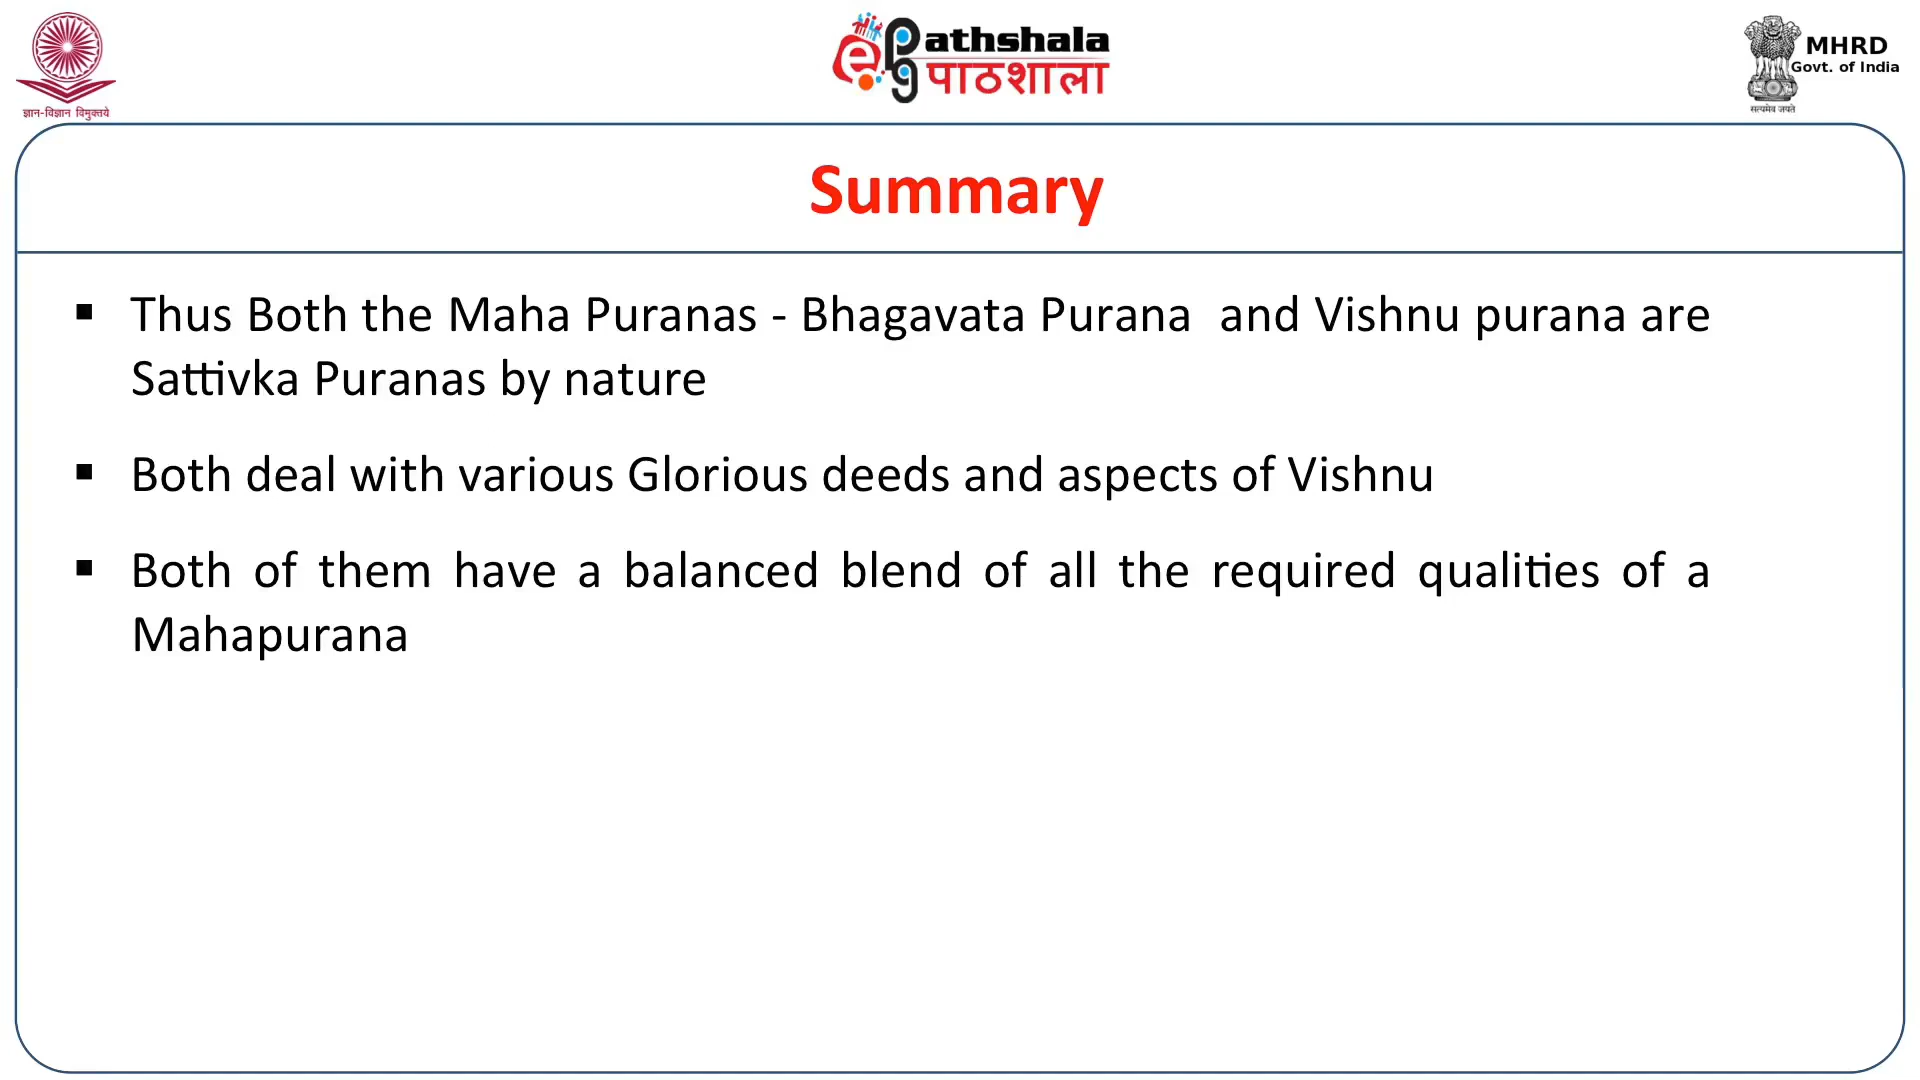 ज्ञान-विज्ञान विमुक्तये
ePG Pathshala
पाठशाला
MHRD
Govt. of India
सत्यमेव जयते
Summary
▪ Thus Both the Maha Puranas - Bhagavata Purana and Vishnu purana are
Sattivka Puranas by nature
▪ Both deal with various Glorious deeds and aspects of Vishnu
▪ Both of them have a balanced blend of all the required qualities of a
Mahapurana